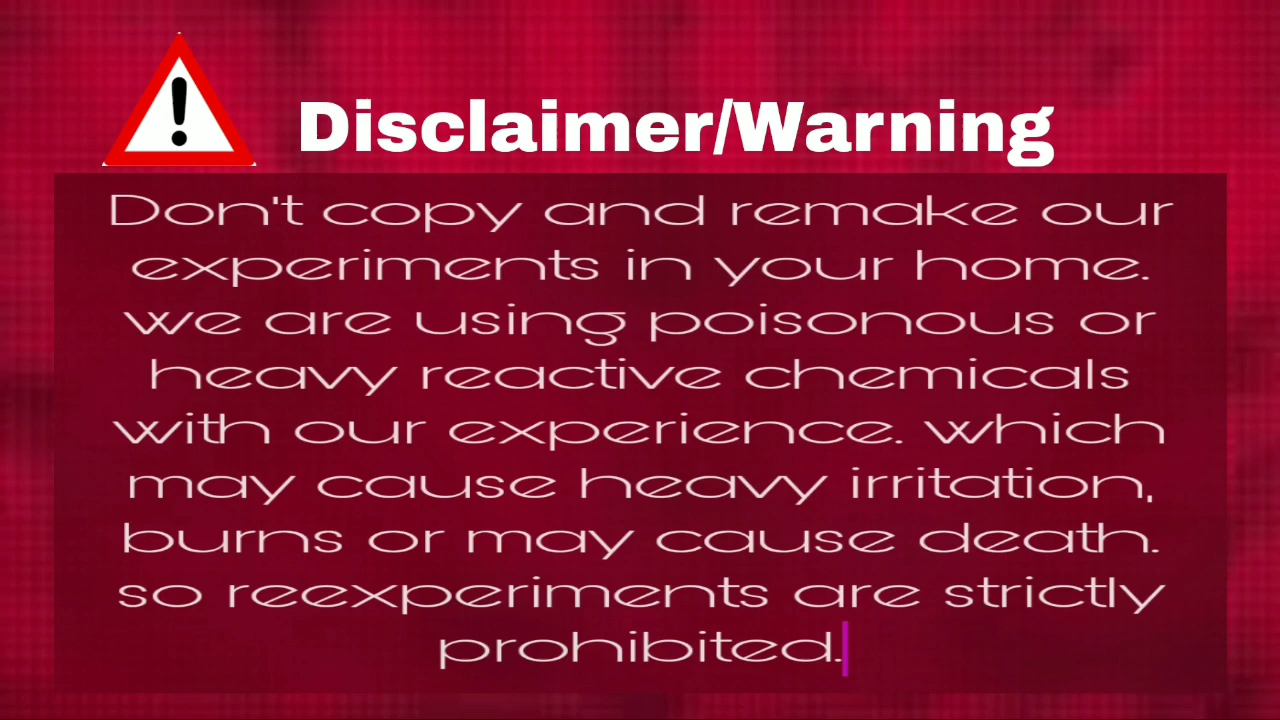 Disclaimer/Warning
Don't copy and remake our
experiments in your home.
we are using poisonous or
heavy reactive chemicals
with our experience. which
may cause heavy irritation,
burns or may cause death.
so reexperiments are strictly
prohibited.